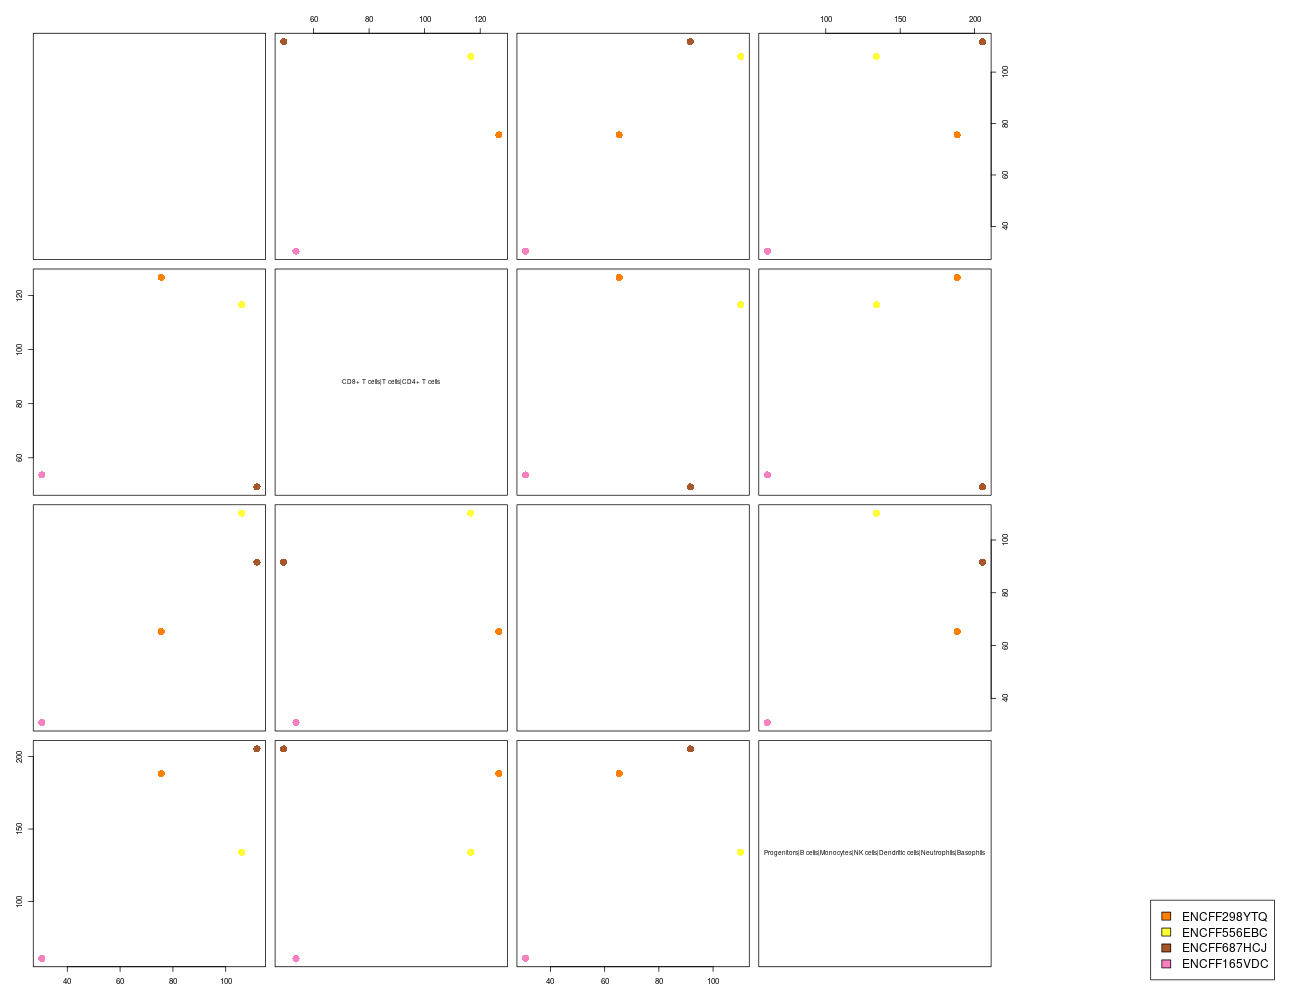 60 80 100 120
100 150 200
40 60 80 100
60 80 100 120
CD8+ T cells|T cells|CD4+ T cells
40 60 80 100
100 150 200
Progenitors|B cells|Monocytes|NK cells|Dendritic cells|Neutrophils|Basophils
40 60 80 100
40 60 80 100
ENCFF298YTQ
ENCFF556EBC
ENCFF687HCJ
ENCFF165VDC